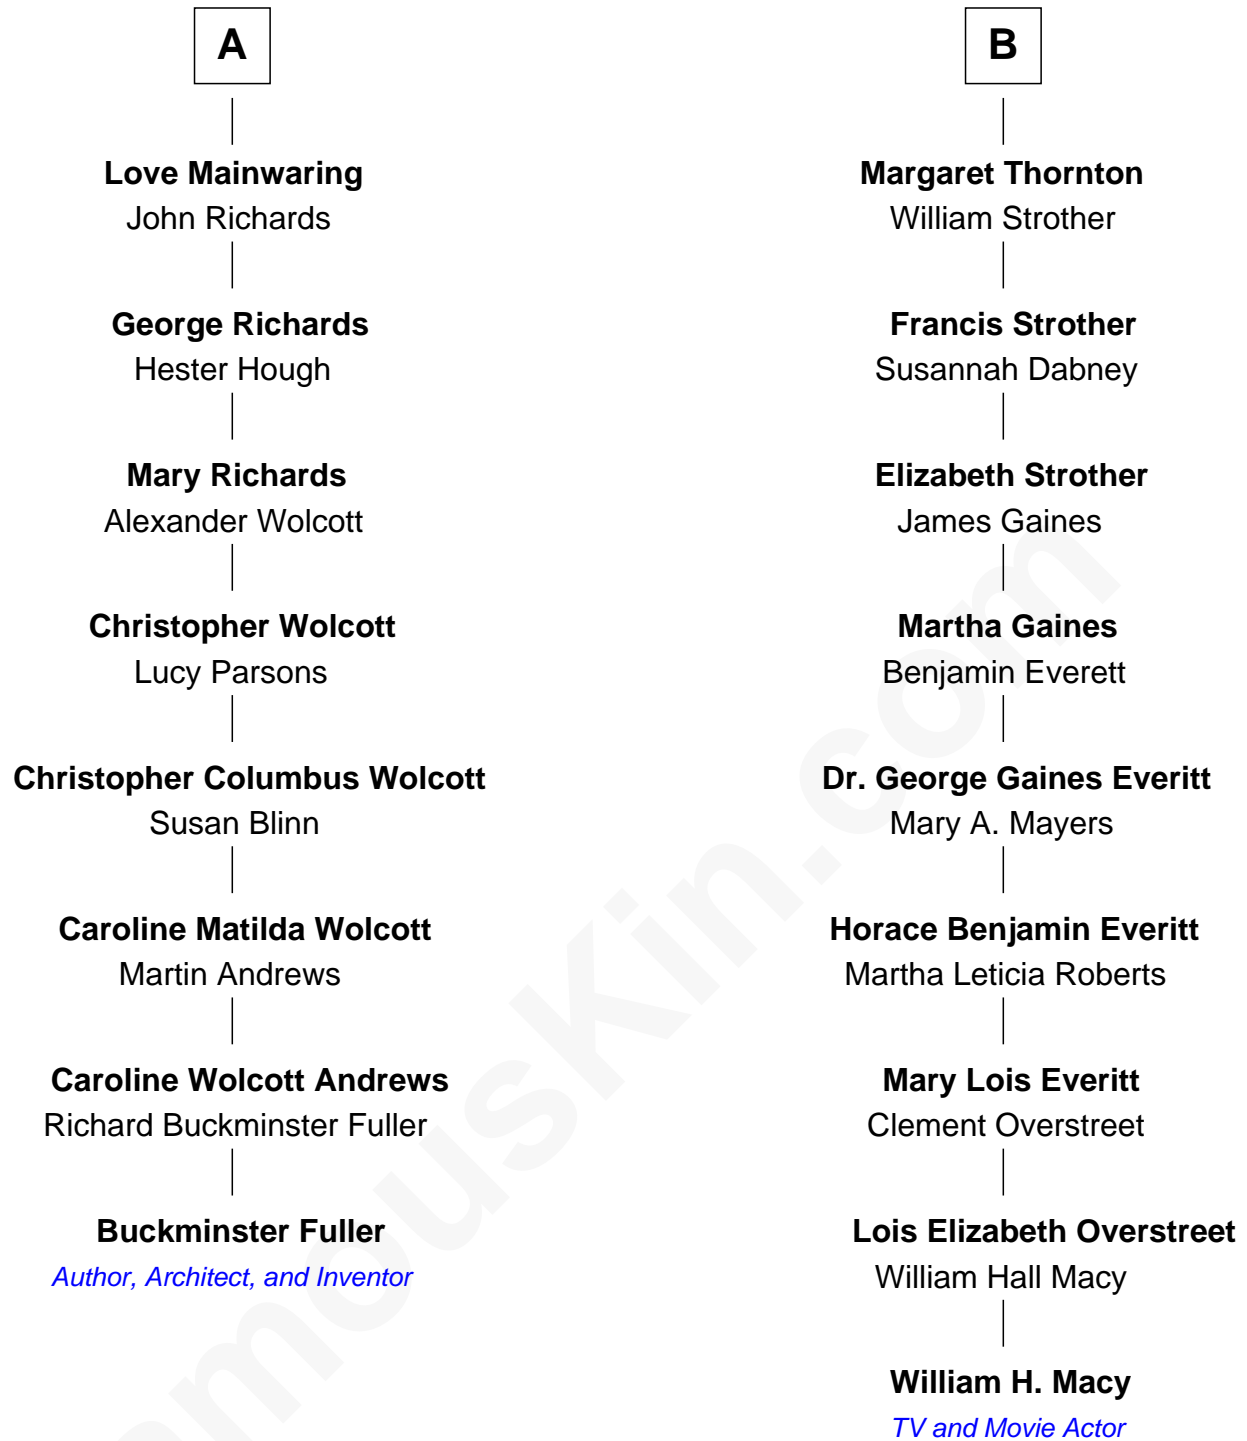 A
Love Mainwaring
John Richards
George Richards
Hester Hough
Mary Richards
Alexander Wolcott
Christopher Wolcott
Lucy Parsons
Christopher Columbus Wolcott
Susan Blinn
Caroline Matilda Wolcott
Martin Andrews
Caroline Wolcott Andrews
Richard Buckminster Fuller
Buckminster Fuller
Author, Architect, and Inventor
B
Margaret Thornton
William Strother
Francis Strother
Susannah Dabney
Elizabeth Strother
James Gaines
Martha Gaines
Benjamin Everett
Dr. George Gaines Everitt
Mary A. Mayers
Horace Benjamin Everitt
Martha Leticia Roberts
Mary Lois Everitt
Clement Overstreet
Lois Elizabeth Overstreet
William Hall Macy
William H. Macy
TV and Movie Actor
amouskin.com